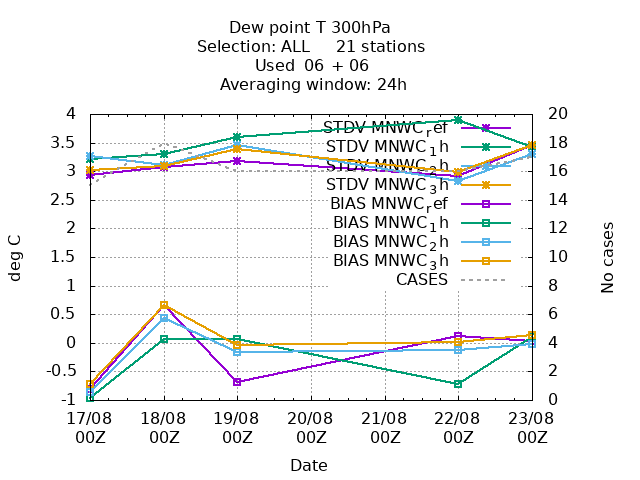 Dew point T 300hPa
Selection: ALL 21 stations
Used 06 + 06
Averaging window: 24h
4 20
3.5 STDV MNWC_ref 18
STDV MNWC_1h
STDV MNWC_2h
3 STDV MNWC_3h 16
2.5 BIAS MNWC_ref 14
BIAS MNWC_1h
2 BIAS MNWC_2h 12
1.5 BIAS MNWC_3h 10
1 CASES 8
0.5 6
0 4
-0.5 2
-1 0
deg C
No cases
17/08 18/08 19/08 20/08 21/08 22/08 23/08
00Z 00Z 00Z 00Z 00Z 00Z 00Z
Date